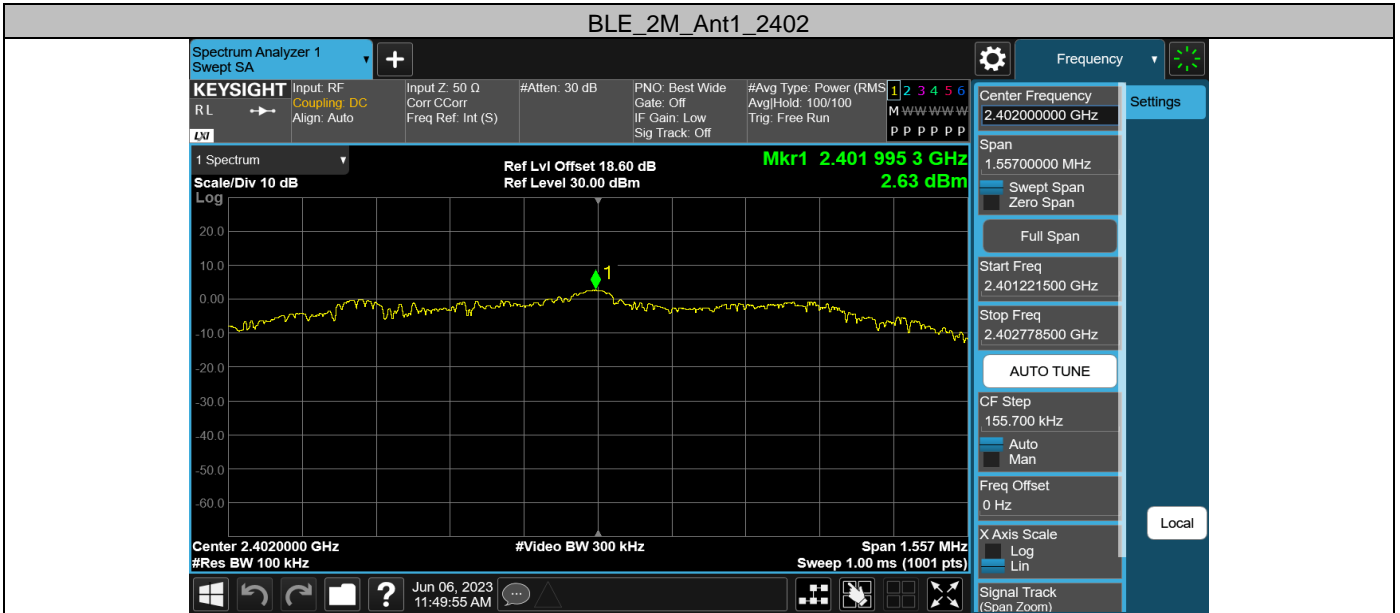 BLE_2M_Ant1_2402
Spectrum Analyzer 1
Swept SA
Frequency
KEYSIGHT
RL
LXI
Input: RF
Coupling: DC
Align: Auto
Input Z: 50 Ω
Corr CCorr
Freq Ref: Int (S)
#Atten: 30 dB
PNO: Best Wide
Gate: Off
IF Gain: Low
Sig Track: Off
#Avg Type: Power (RMS
Avg|Hold: 100/100
Trig: Free Run
1 2 3 4 5 6
M W W W W W
P P P P P P
1 Spectrum
Scale/Div 10 dB
Ref Lvl Offset 18.60 dB
Ref Level 30.00 dBm
Mkr1 2.401 995 3 GHz
2.63 dBm
Log
20.0
10.0
0.00
-10.0
-20.0
-30.0
-40.0
-50.0
-60.0
1
Center 2.4020000 GHz
#Res BW 100 kHz
#Video BW 300 kHz
Span 1.557 MHz
Sweep 1.00 ms (1001 pts)
Center Frequency
2.402000000 GHz
Span
1.55700000 MHz
Swept Span
Zero Span
Full Span
Start Freq
2.401221500 GHz
Stop Freq
2.402778500 GHz
AUTO TUNE
CF Step
155.700 kHz
Auto
Man
Freq Offset
0 Hz
X Axis Scale
Log
Lin
Signal Track
(Span Zoom)
Settings
Local
?
Jun 06, 2023
11:49:55 AM